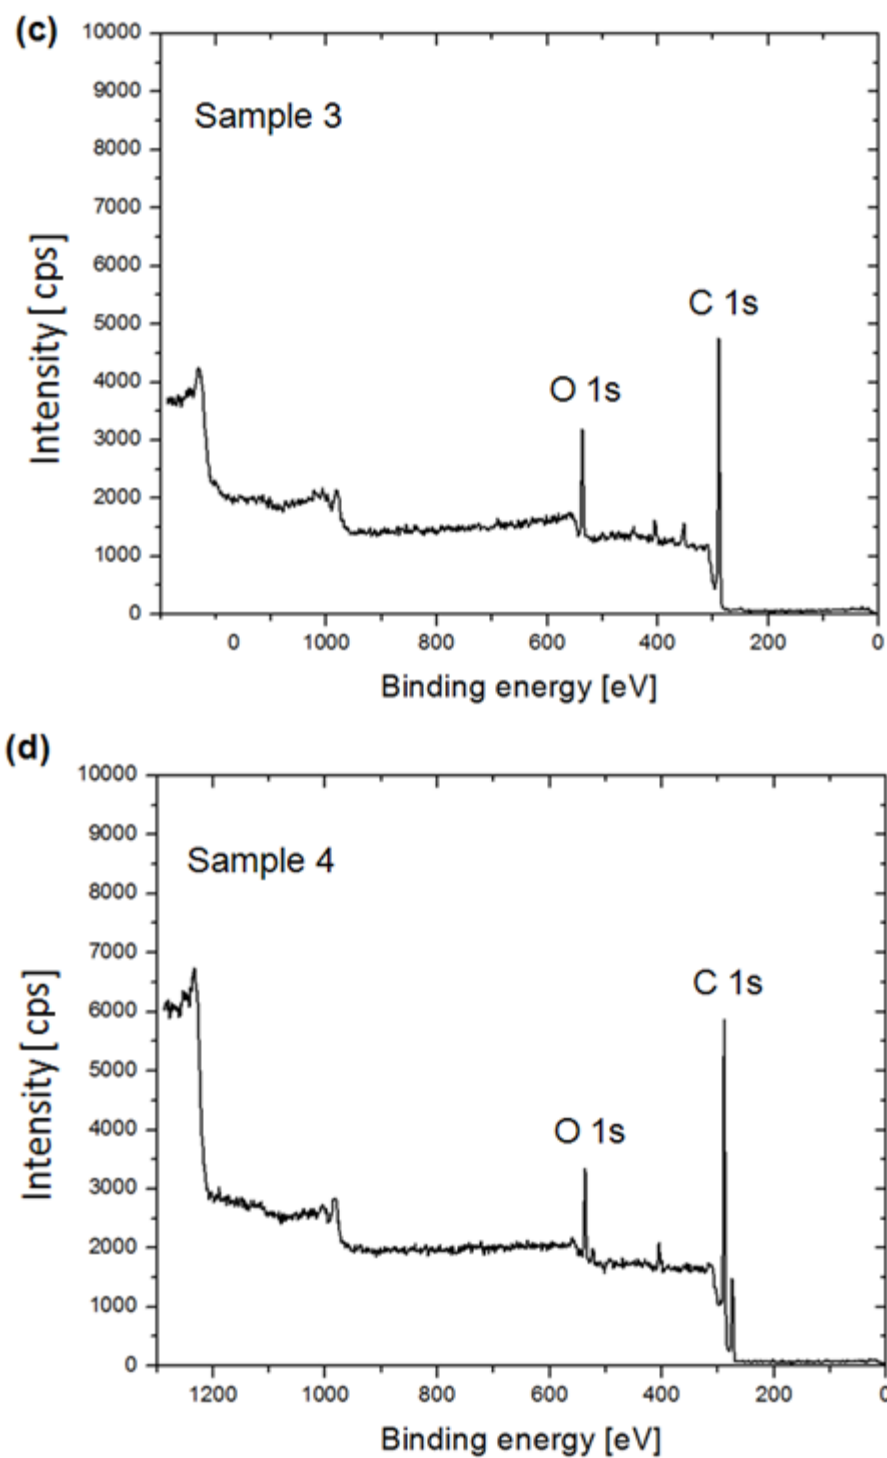 (c)
10000
9000
8000
7000
6000
5000
4000
3000
2000
1000
0
Intensity [cps]
Sample 3
C 1s
O 1s
0 1000 800 600 400 200 0
Binding energy [eV]
(d)
10000
9000
8000
7000
6000
5000
4000
3000
2000
1000
0
Intensity [cps]
Sample 4
C 1s
O 1s
1200 1000 800 600 400 200 0
Binding energy [eV]